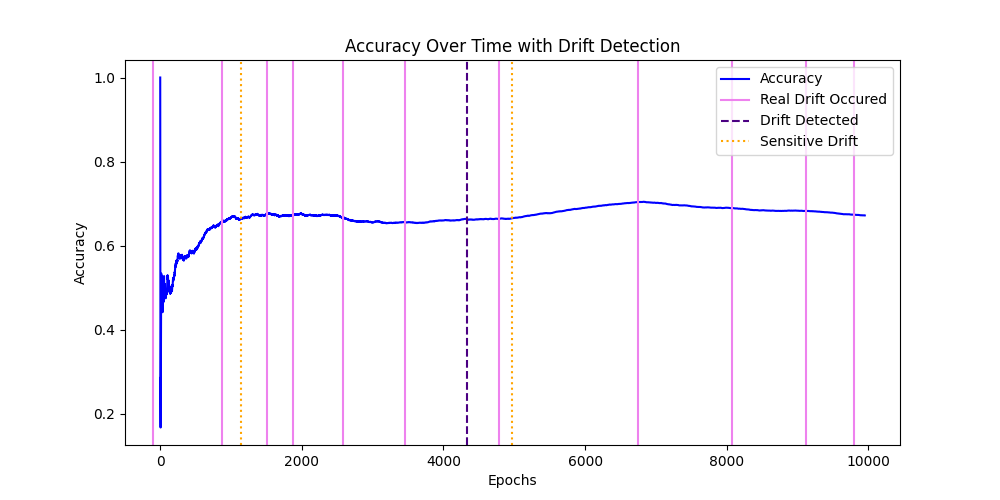 Accuracy Over Time with Drift Detection
Accuracy
Real Drift Occured
Drift Detected
Sensitive Drift
1.0
0.8
0.6
0.4
0.2
Accuracy
0
2000
4000
6000
8000
10000
Epochs